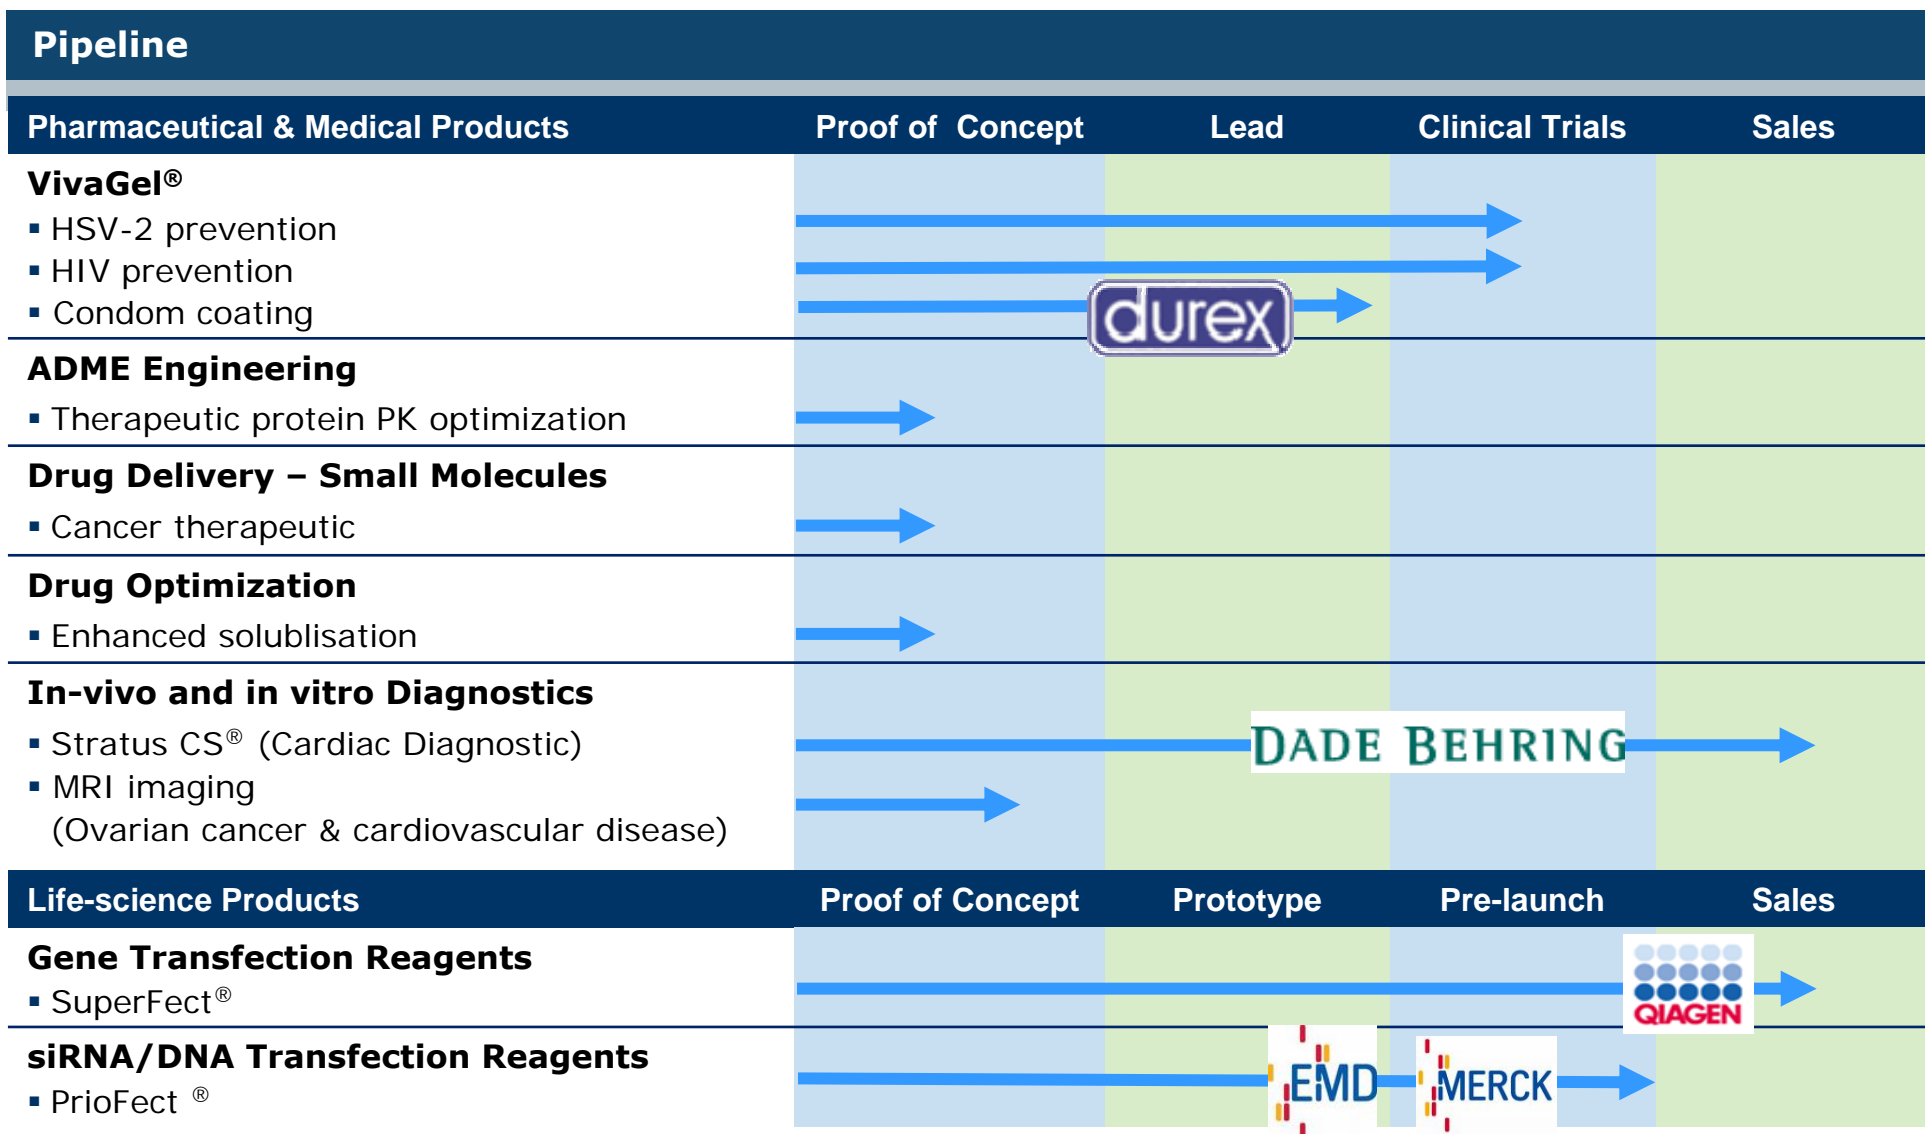 Pipeline
Pharmaceutical & Medical Products Proof of Concept Lead Clinical Trials Sales
VivaGel®
▪ HSV-2 prevention
▪ HIV prevention
▪ Condom coating
durex
ADME Engineering
▪ Therapeutic protein PK optimization
Drug Delivery – Small Molecules
▪ Cancer therapeutic
Drug Optimization
▪ Enhanced solublisation
In-vivo and in vitro Diagnostics
▪ Stratus CS® (Cardiac Diagnostic)
DADE BEHRING
▪ MRI imaging
(Ovarian cancer & cardiovascular disease)
Life-science Products Proof of Concept Prototype Pre-launch Sales
Gene Transfection Reagents
▪ SuperFect®
QIAGEN
siRNA/DNA Transfection Reagents
▪ PrioFect ®
EMD MERCK